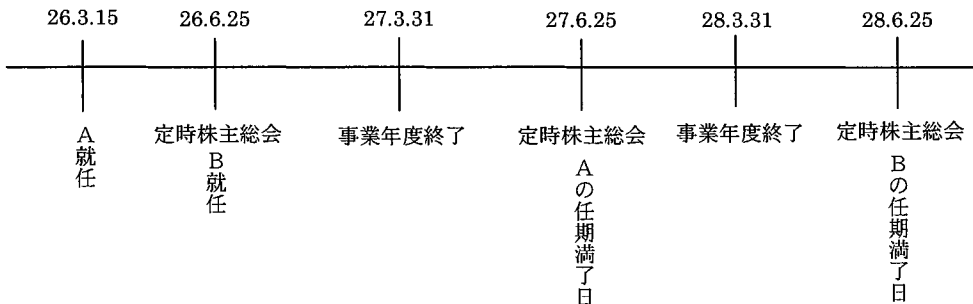 26.3.15 26.6.25 27.3.31 27.6.25 28.3.31 28.6.25
A就任 定時株主総会 事業年度終了 定時株主総会 事業年度終了 定時株主総会
B就任 Aの任期満了日 Bの任期満了日